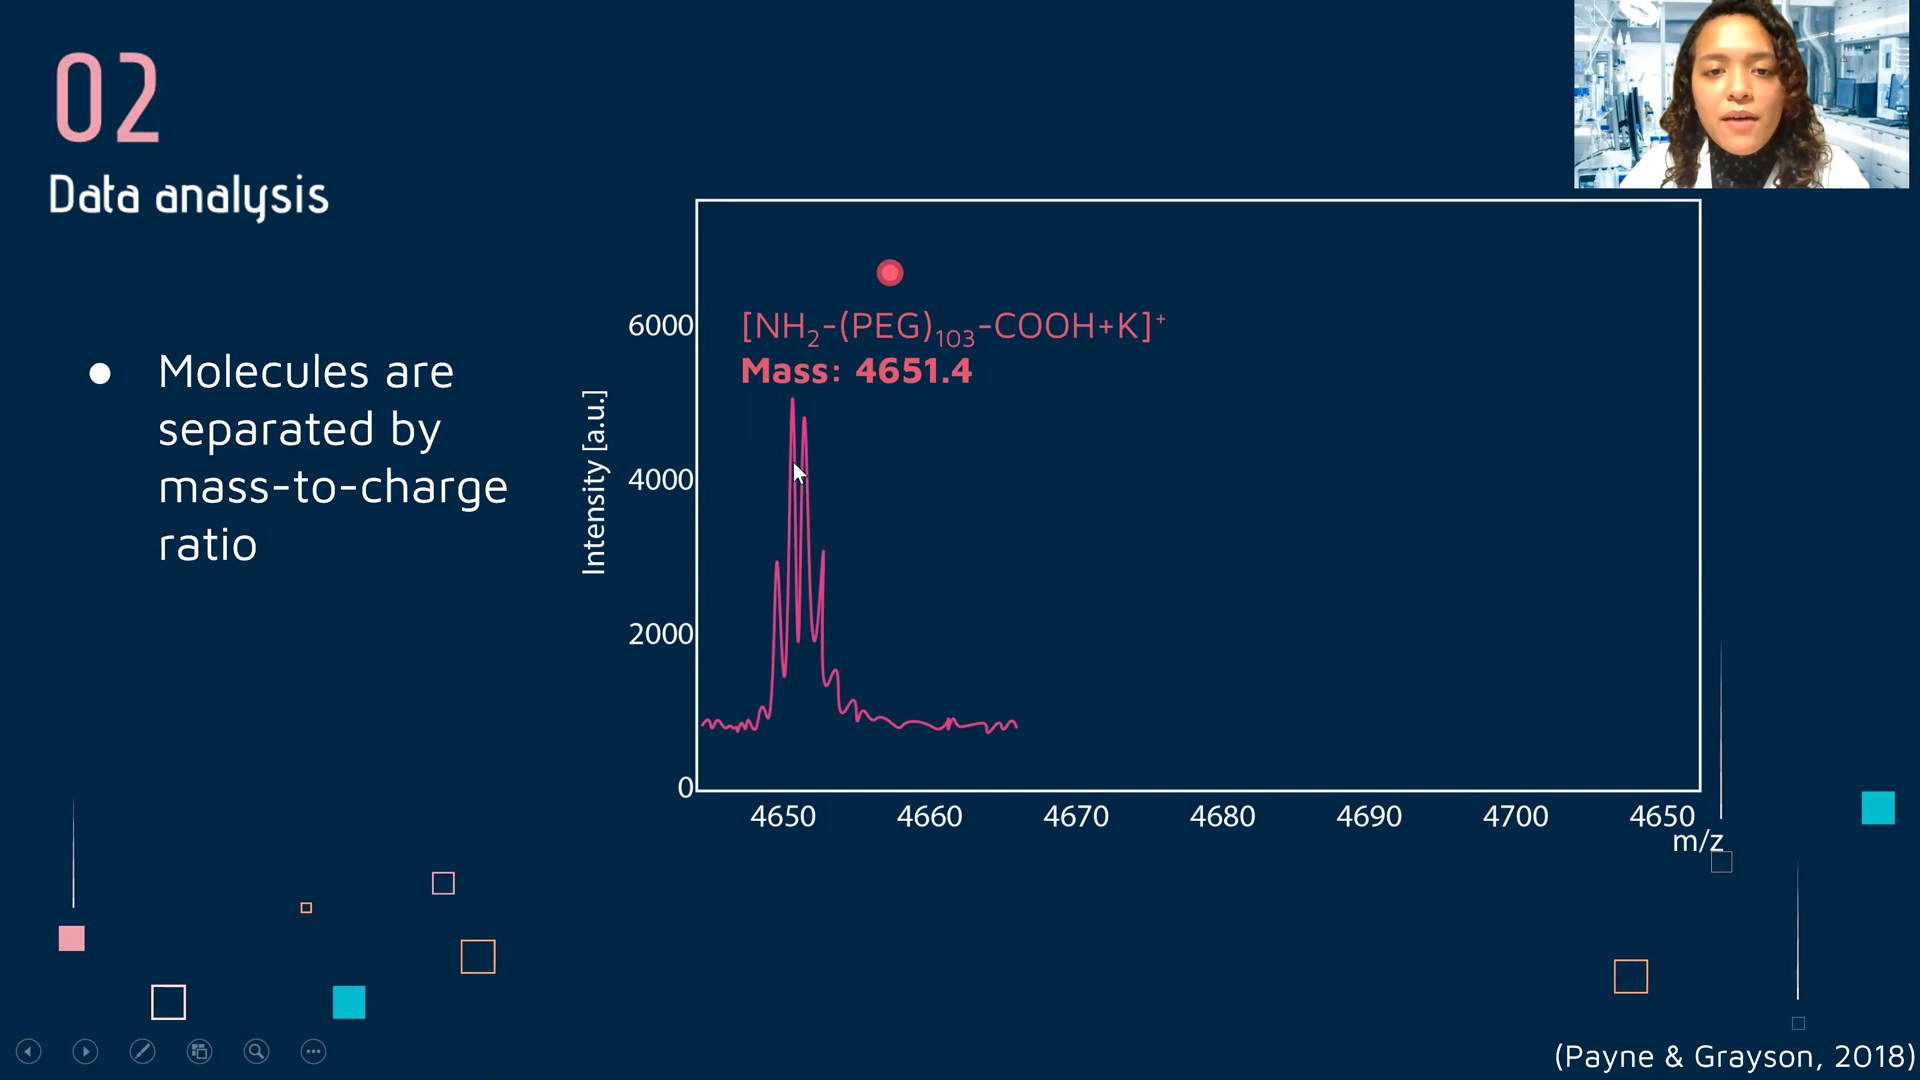 02
Data analysis
● Molecules are
separated by
mass-to-charge
ratio
[NH₂-(PEG)₁₀₃-COOH+K]⁺
Mass: 4651.4
Intensity [a.u.]
6000
4000
2000
0
4650 4660 4670 4680 4690 4700 4650
m/z
(Payne & Grayson, 2018)